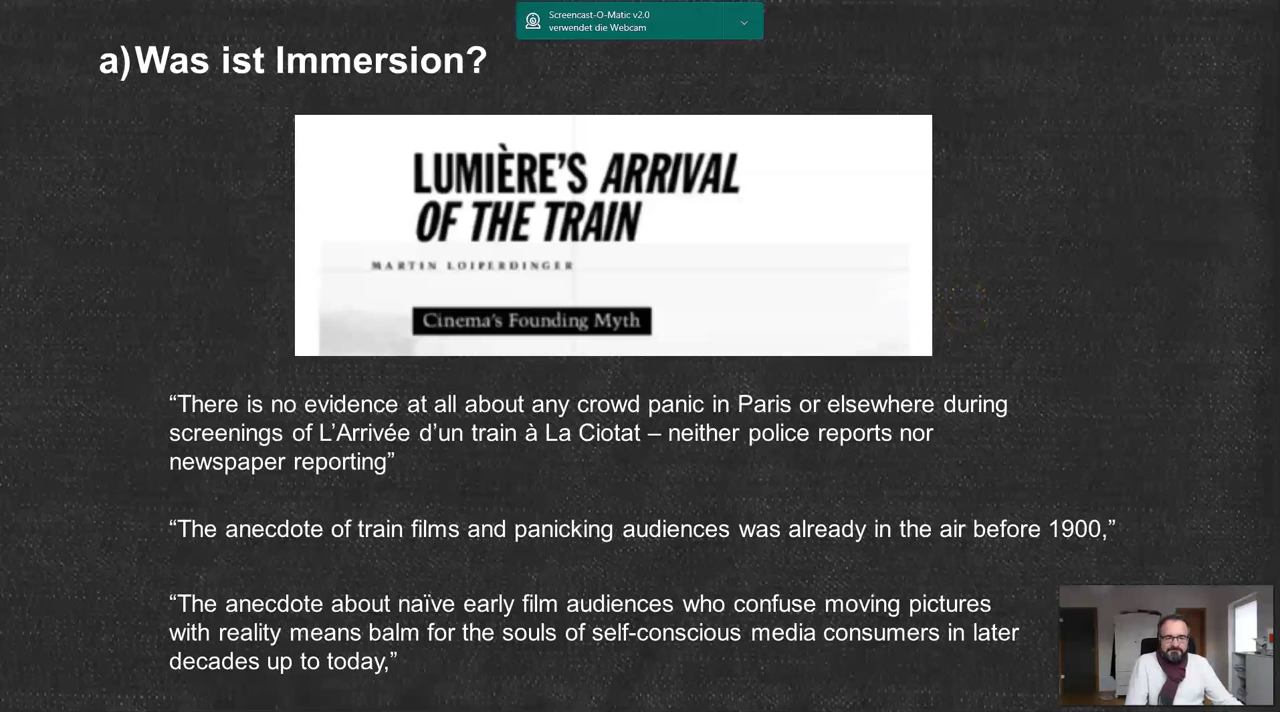 Screencast-O-Matic v2.0
verwendet die Webcam
a) Was ist Immersion?
LUMIÈRE'S ARRIVAL
OF THE TRAIN
MARTIN LOIPERDINGER
Cinema's Founding Myth
“There is no evidence at all about any crowd panic in Paris or elsewhere during
screenings of L’Arrivée d’un train à La Ciotat – neither police reports nor
newspaper reporting”
“The anecdote of train films and panicking audiences was already in the air before 1900,”
“The anecdote about naïve early film audiences who confuse moving pictures
with reality means balm for the souls of self-conscious media consumers in later
decades up to today,”